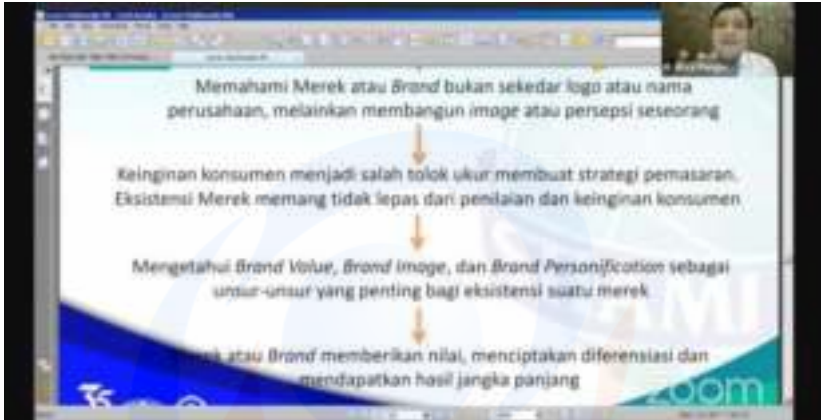 Memahami Merek atau Brand bukan sekedar logo atau nama
perusahaan, melainkan membangun image atau persepsi seseorang
Keinginan konsumen menjadi salah tolok ukur membuat strategi pemasaran.
Eksistensi Merek memang tidak lepas dari penilaian dan keinginan konsumen
Mengetahui Brand Value, Brand Image, dan Brand Personification sebagai
unsur-unsur yang penting bagi eksistensi suatu merek
atau Brand memberikan nilai, menciptakan diferensiasi dan
mendapatkan hasil jangka panjang
AMI
zoom